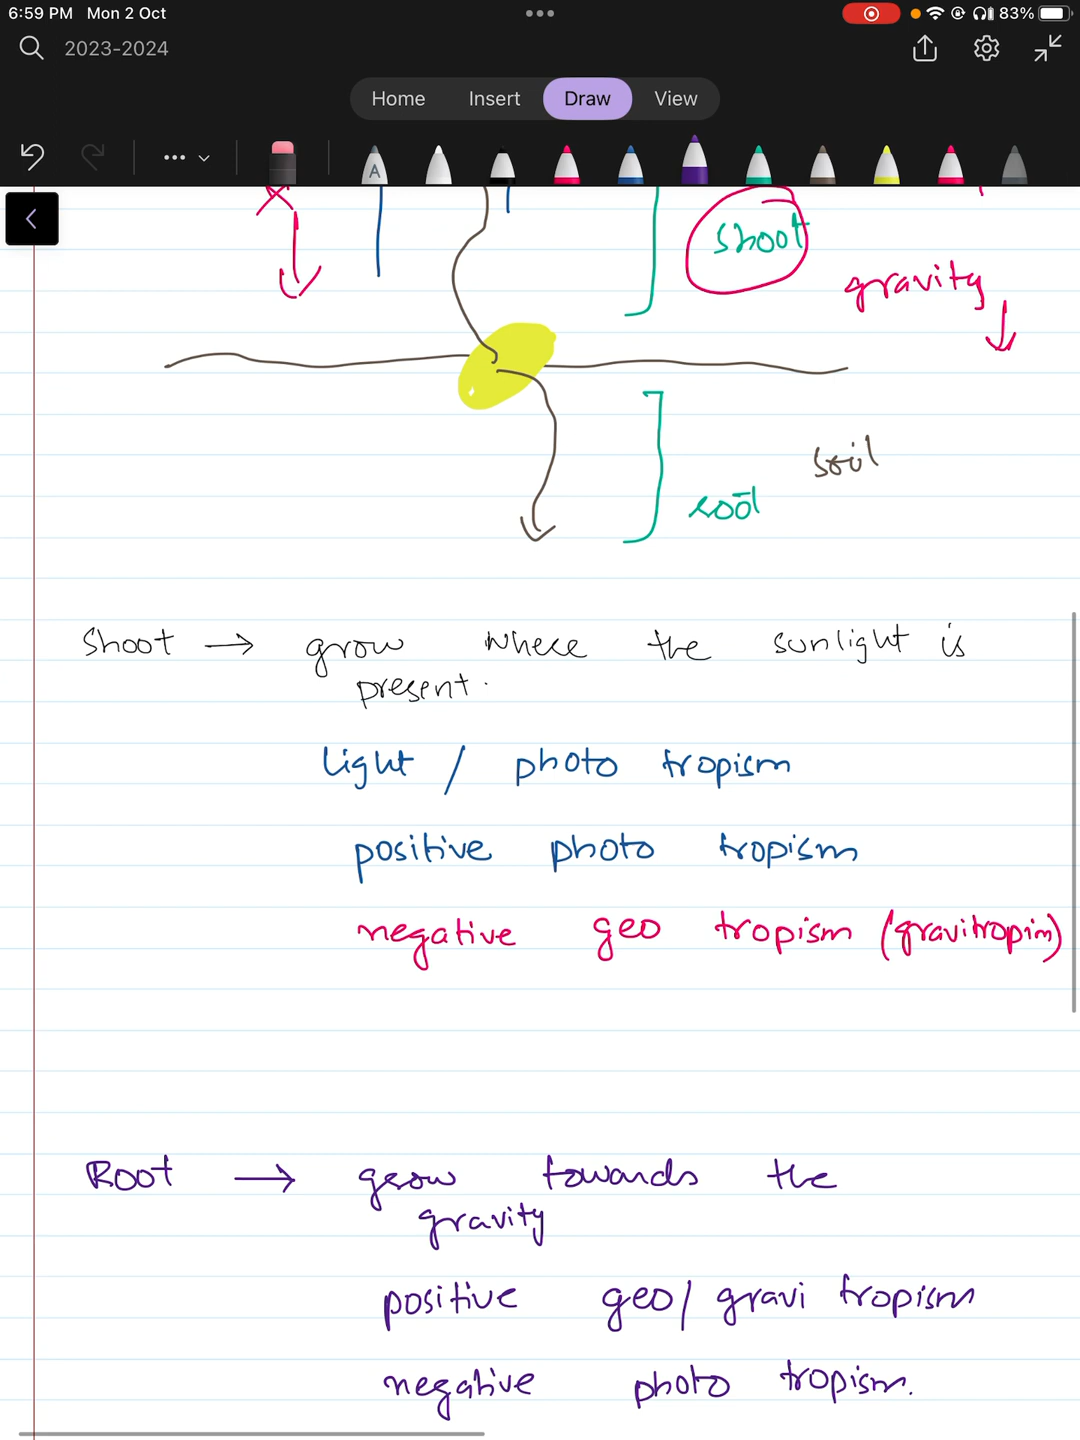 6:59 PM Mon 2 Oct
83%
2023-2024
Home Insert Draw View
A
shoot
gravity
soil
root
Shoot → grow where the sunlight is
present.
light / photo tropism
positive photo tropism
negative geo tropism (gravitropim)
Root → grow towards the
gravity
positive geo/ gravi tropism
negative photo tropism.